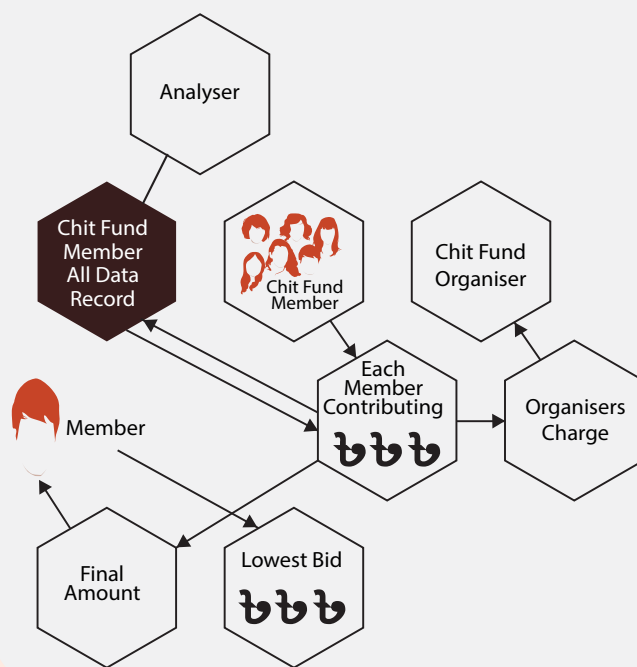 Analyser
Chit Fund
Member
All Data
Record
Chit Fund
Member
Chit Fund
Organiser
Each
Member
Contributing
৳ ৳ ৳
Organisers
Charge
Member
Final
Amount
Lowest Bid
৳ ৳ ৳